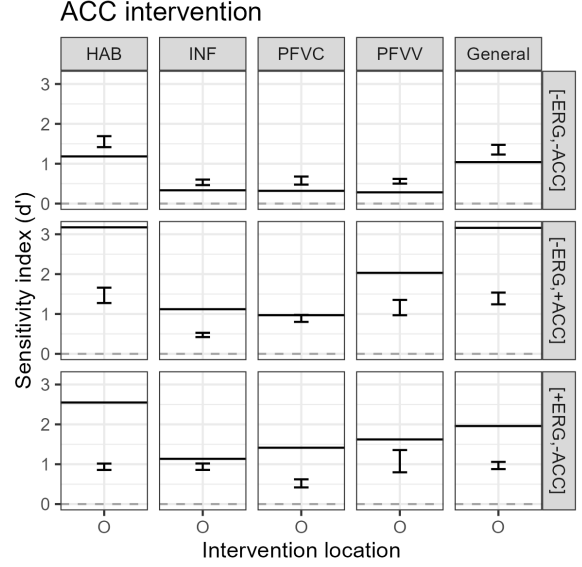 ACC intervention
HAB INF PFVC PFVV General
3
2
1
0
[-ERG,-ACC]
3
2
1
0
[-ERG,+ACC]
3
2
1
0
[+ERG,-ACC]
Sensitivity index (d')
O O O O O
Intervention location